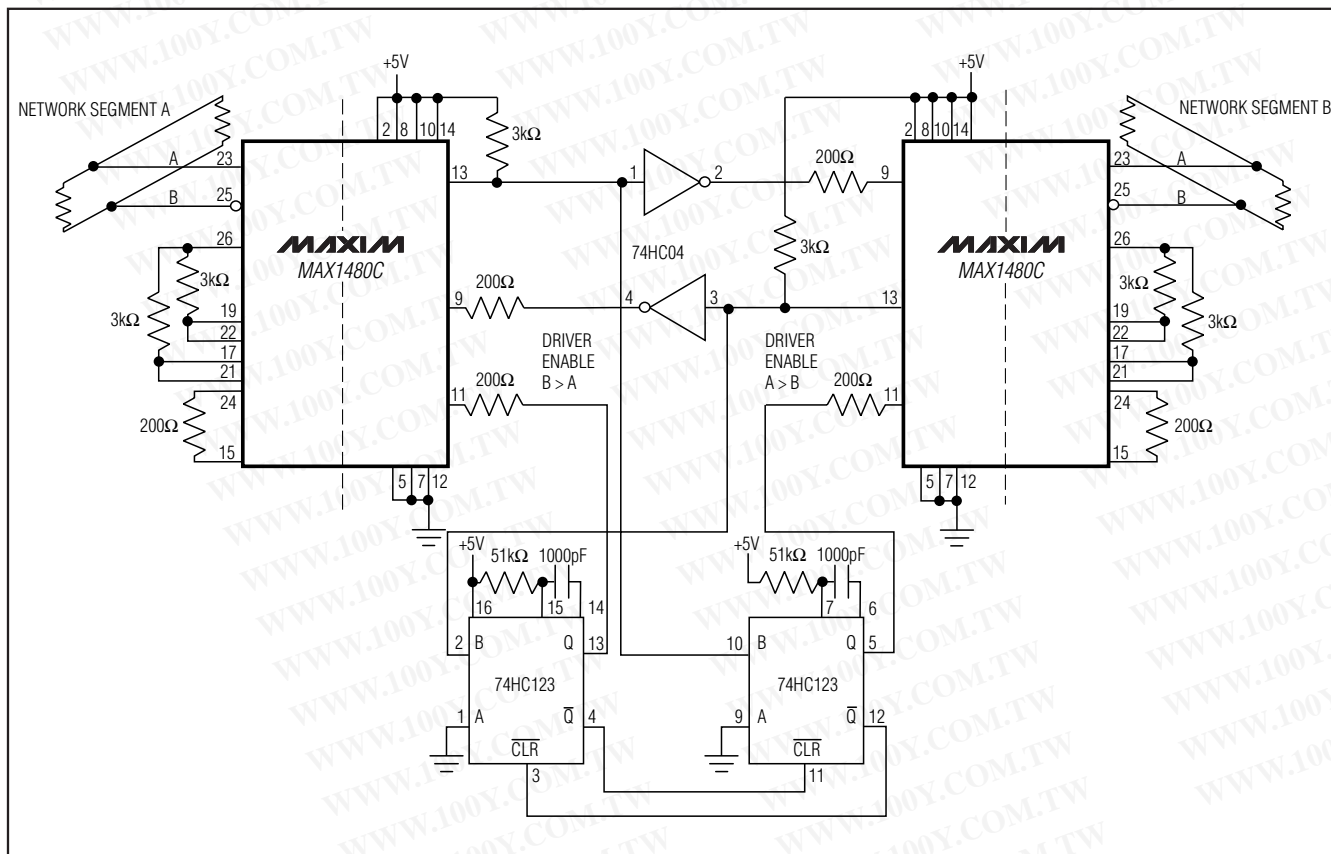 +5V
+5V
NETWORK SEGMENT A
NETWORK SEGMENT B
2 8 10 14
3kΩ
2 8 10 14
A 23
13
1 2
200Ω
9
23 A
B 25
25 B
MAXIM
MAX1480C
74HC04
3kΩ
MAXIM
MAX1480C
26
26
3kΩ
3kΩ
200Ω
9
4 3
13
3kΩ
3kΩ
19
22
17
21
19
22
17
21
DRIVER
ENABLE
B > A
DRIVER
ENABLE
A > B
200Ω
11
200Ω
11
24
200Ω
15
24
200Ω
15
5 7 12
5 7 12
+5V
51kΩ
1000pF
+5V
51kΩ
1000pF
16 15 14
7 6
2 B Q 13
10 B Q 5
74HC123
74HC123
1 A Q 4
9 A Q 12
CLR
CLR
3
11
WWW.100Y.COM.TW